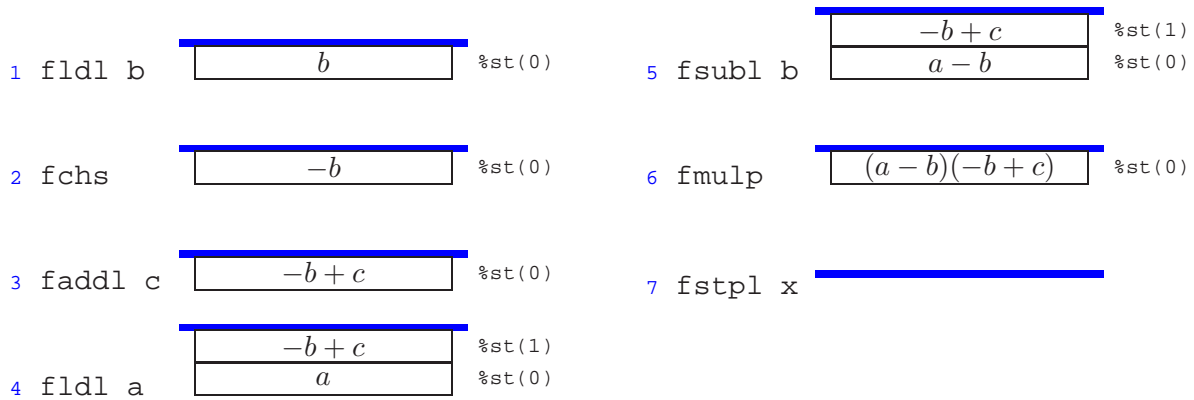 1 fldl b
b %st(0)
2 fchs
−b %st(0)
3 faddl c
−b + c %st(0)
4 fldl a
−b + c %st(1)
a %st(0)
5 fsubl b
−b + c %st(1)
a − b %st(0)
6 fmulp
(a − b)(−b + c) %st(0)
7 fstpl x